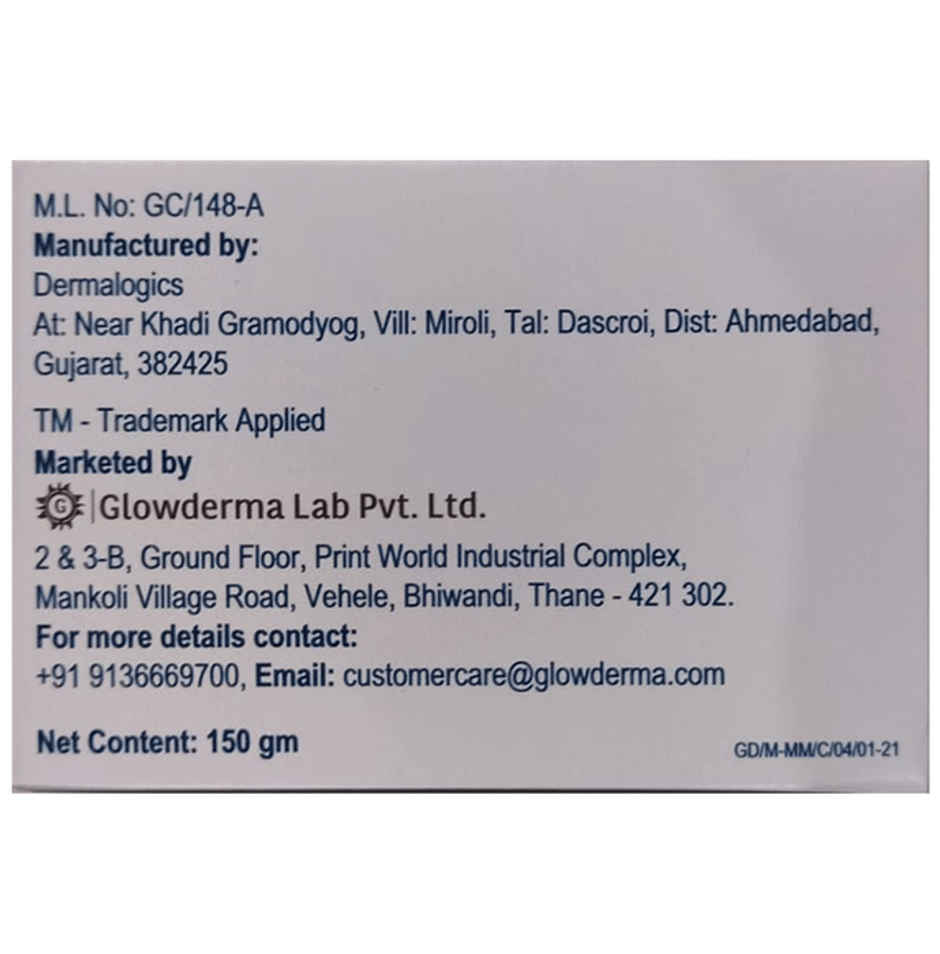 M.L. No: GC/148-A
Manufactured by:
Dermalogics
At: Near Khadi Gramodyog, Vill: Miroli, Tal: Dascroi, Dist: Ahmedabad,
Gujarat, 382425
TM - Trademark Applied
Marketed by
G Glowderma Lab Pvt. Ltd.
2 & 3-B, Ground Floor, Print World Industrial Complex,
Mankoli Village Road, Vehele, Bhiwandi, Thane - 421 302.
For more details contact:
+91 9136669700, Email: customercare@glowderma.com
Net Content: 150 gm
GD/M-MM/C/04/01-21